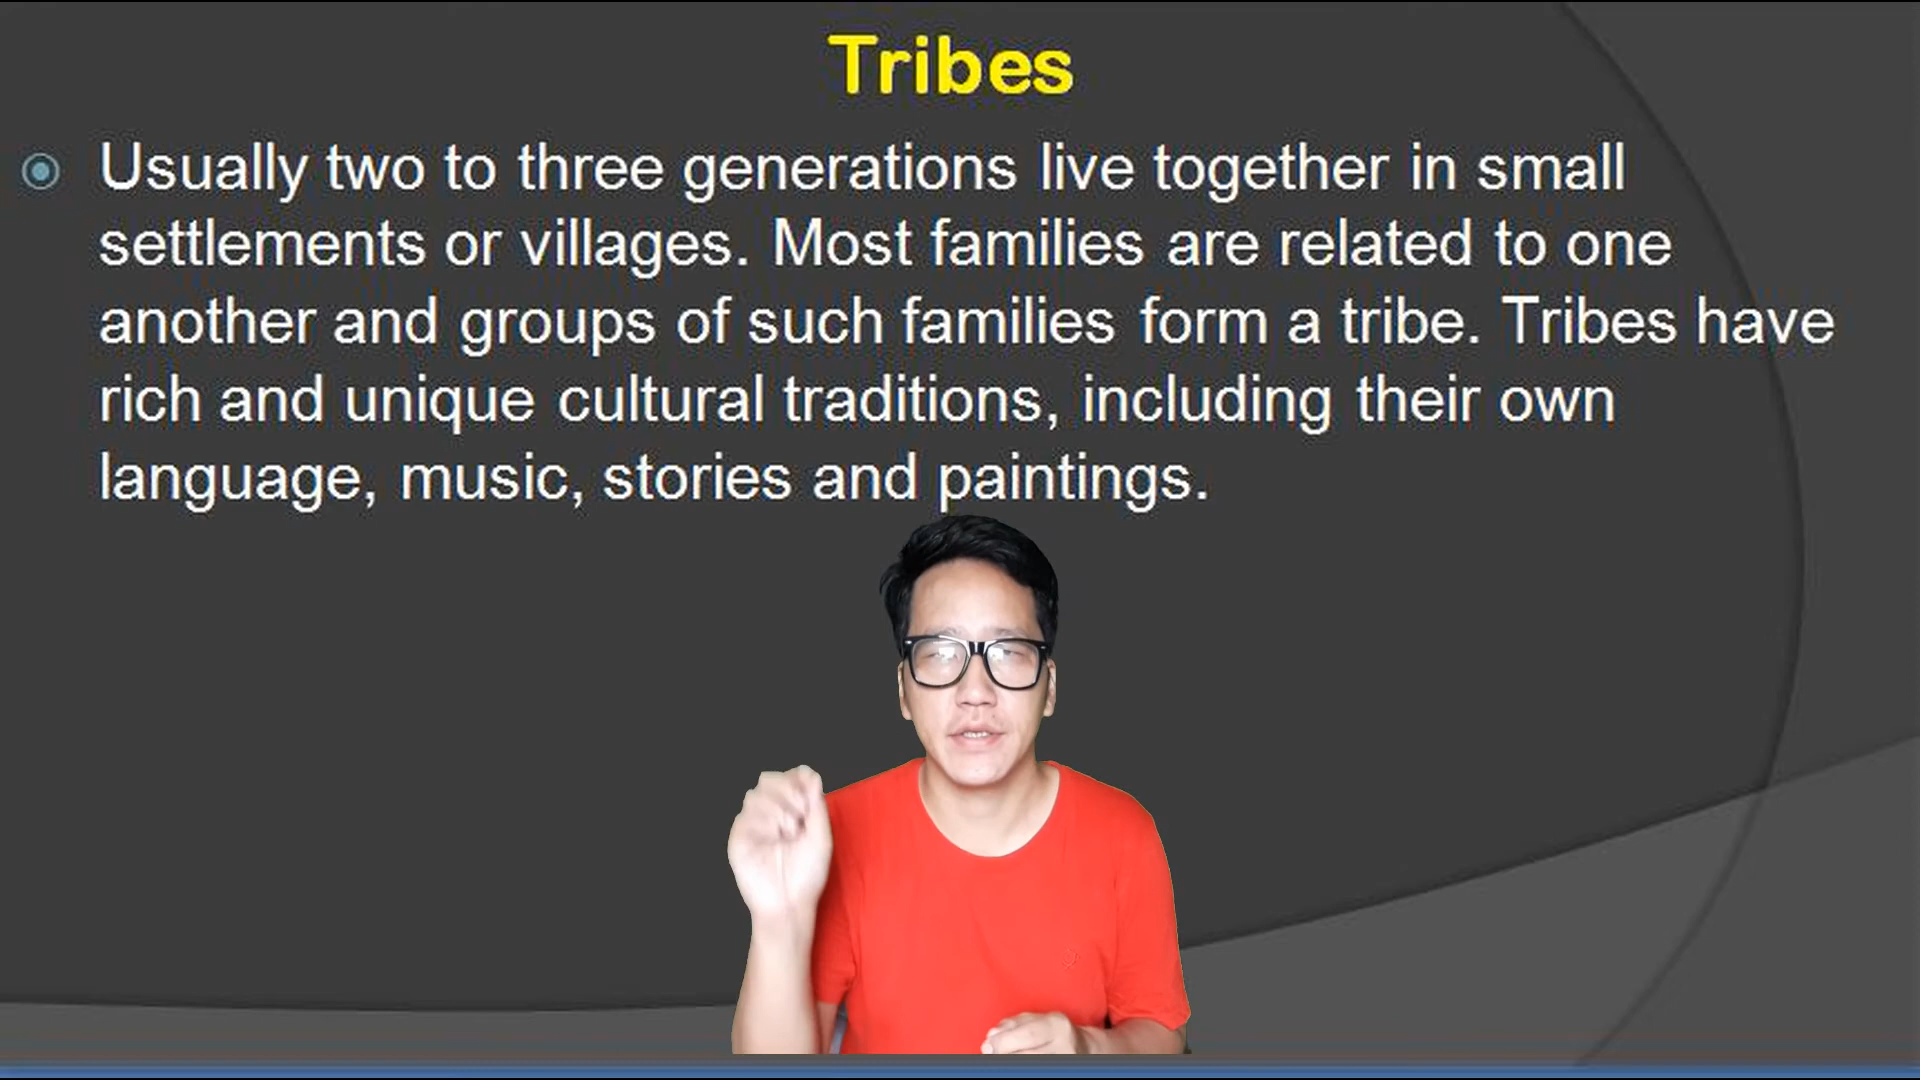 Tribes
Usually two to three generations live together in small
settlements or villages. Most families are related to one
another and groups of such families form a tribe. Tribes have
rich and unique cultural traditions, including their own
language, music, stories and paintings.